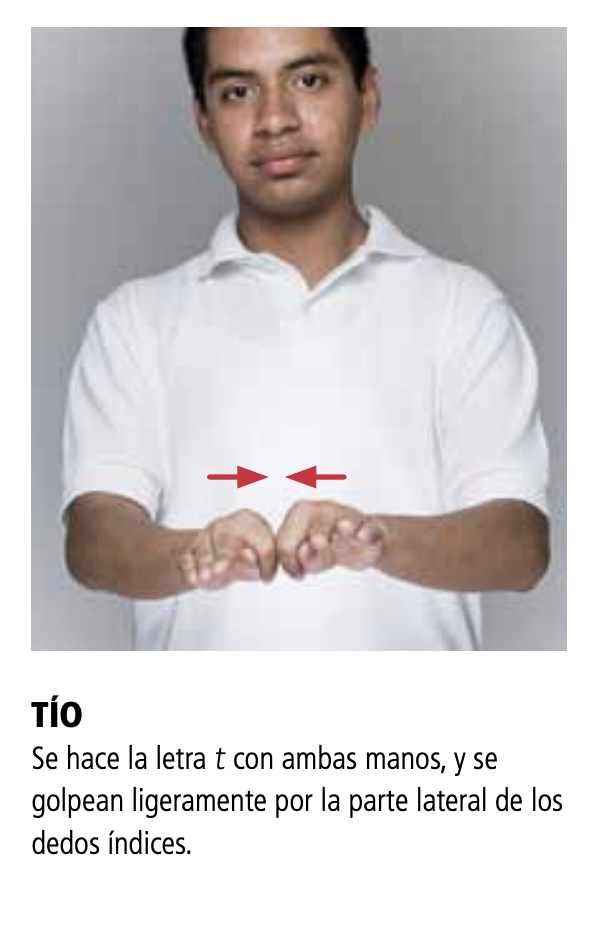 TÍO
Se hace la letra t con ambas manos, y se
golpean ligeramente por la parte lateral de los
dedos índices.